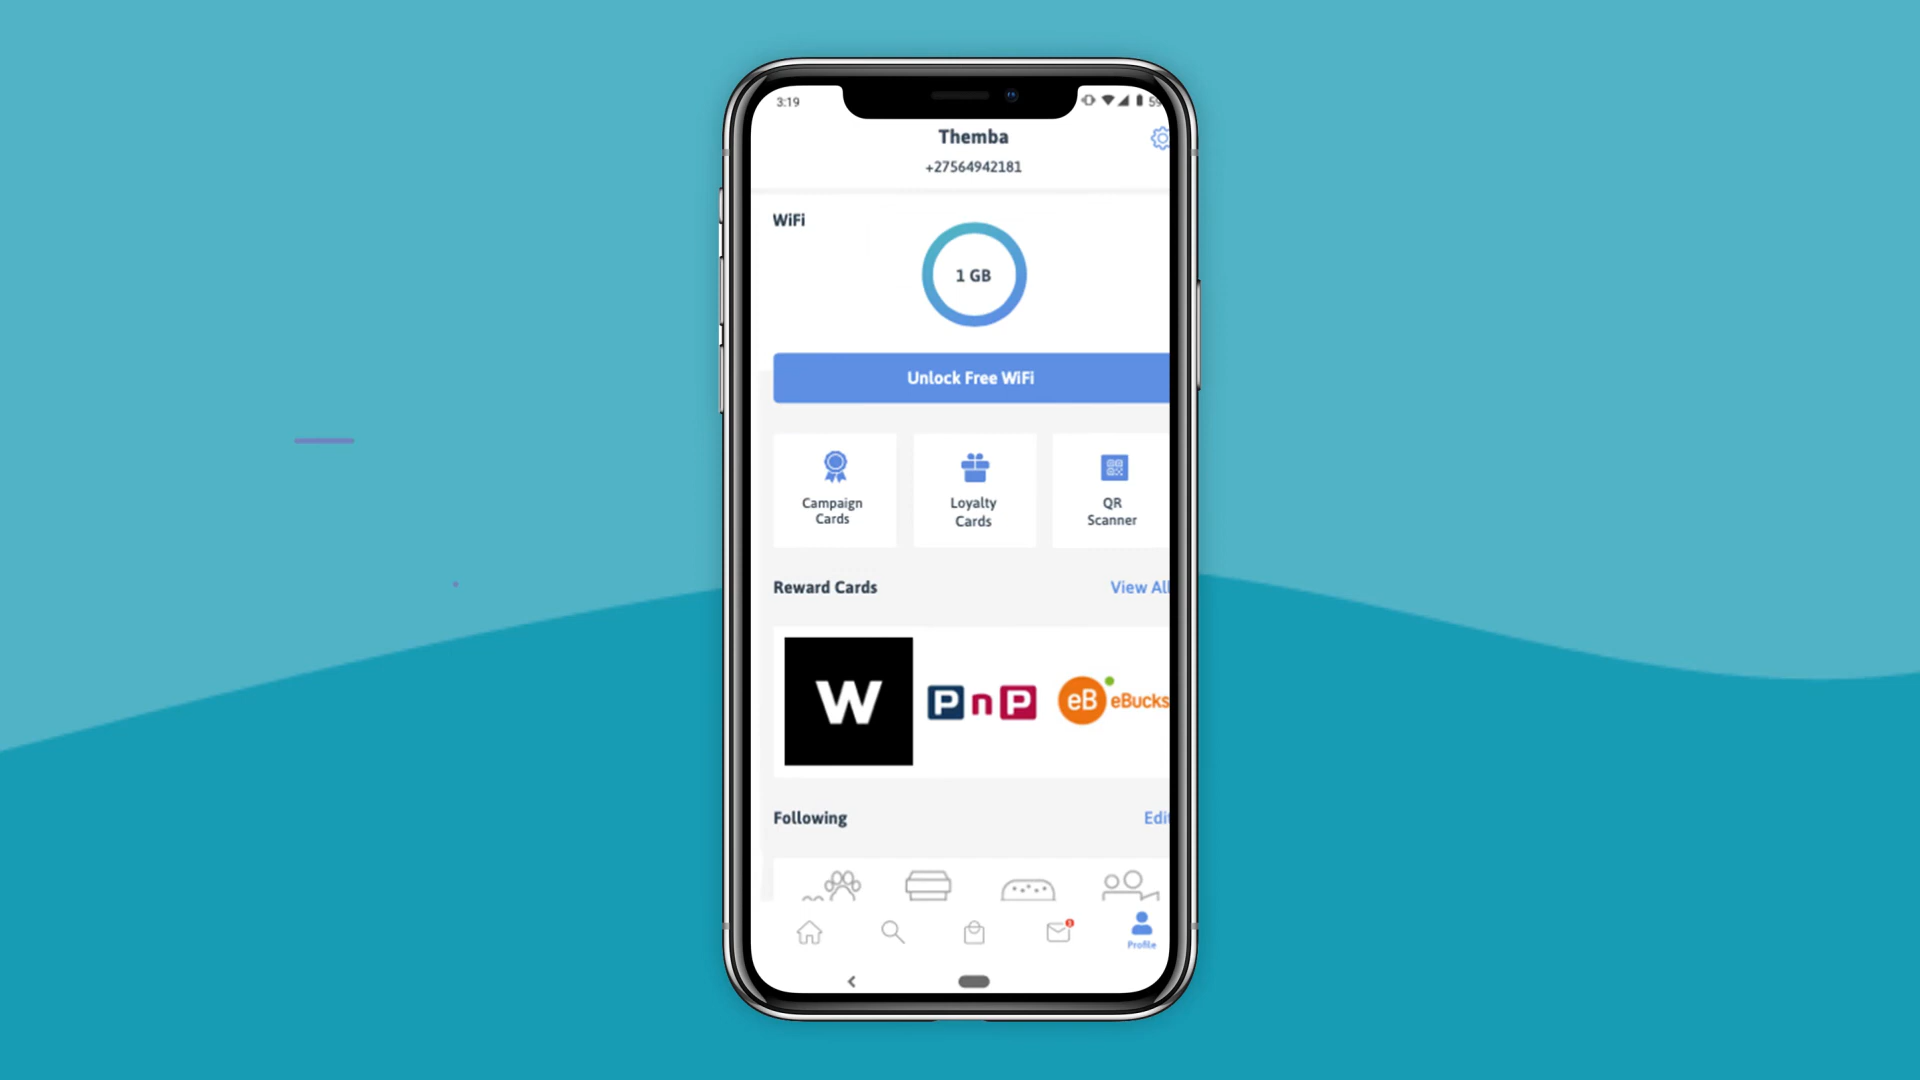 3:19
59
Themba
+27564942181
WiFi
1 GB
Unlock Free WiFi
Campaign
Cards
Loyalty
Cards
QR
Scanner
Reward Cards
View All
W
PnP
eB eBucks
Following
Edit
Profile